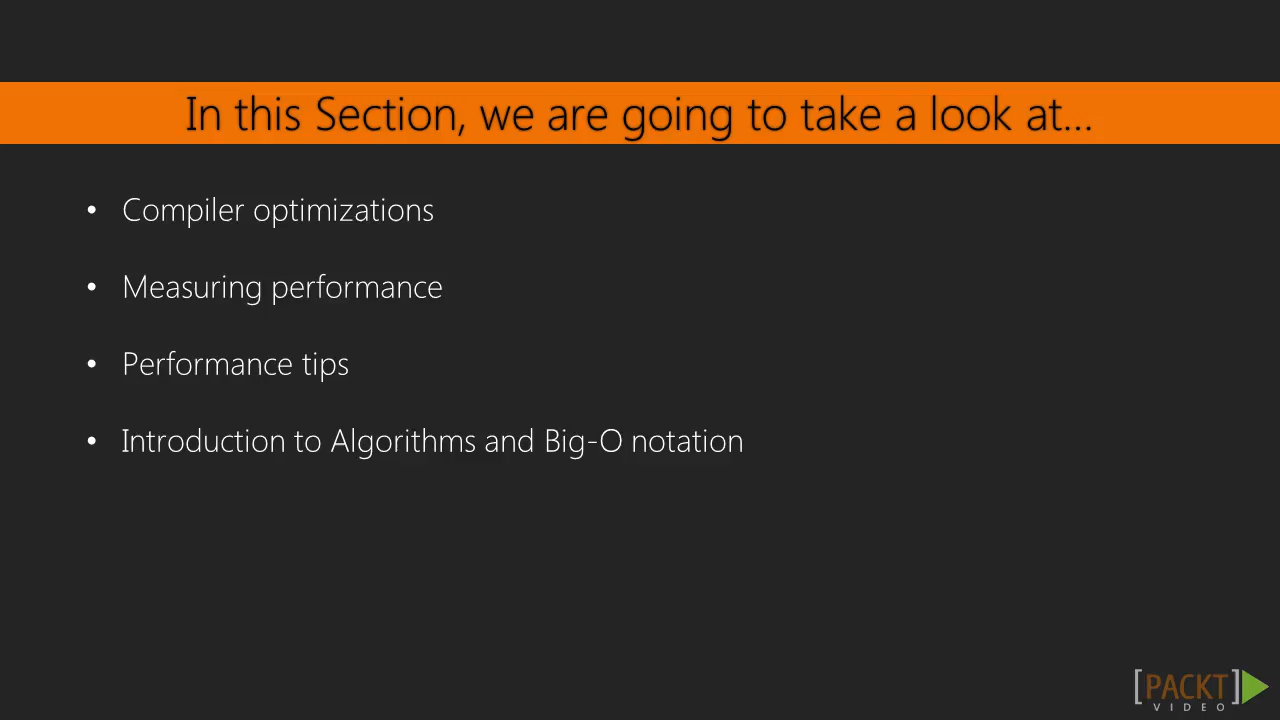 In this Section, we are going to take a look at...
• Compiler optimizations
• Measuring performance
• Performance tips
• Introduction to Algorithms and Big-O notation
[PACKT]
VIDEO